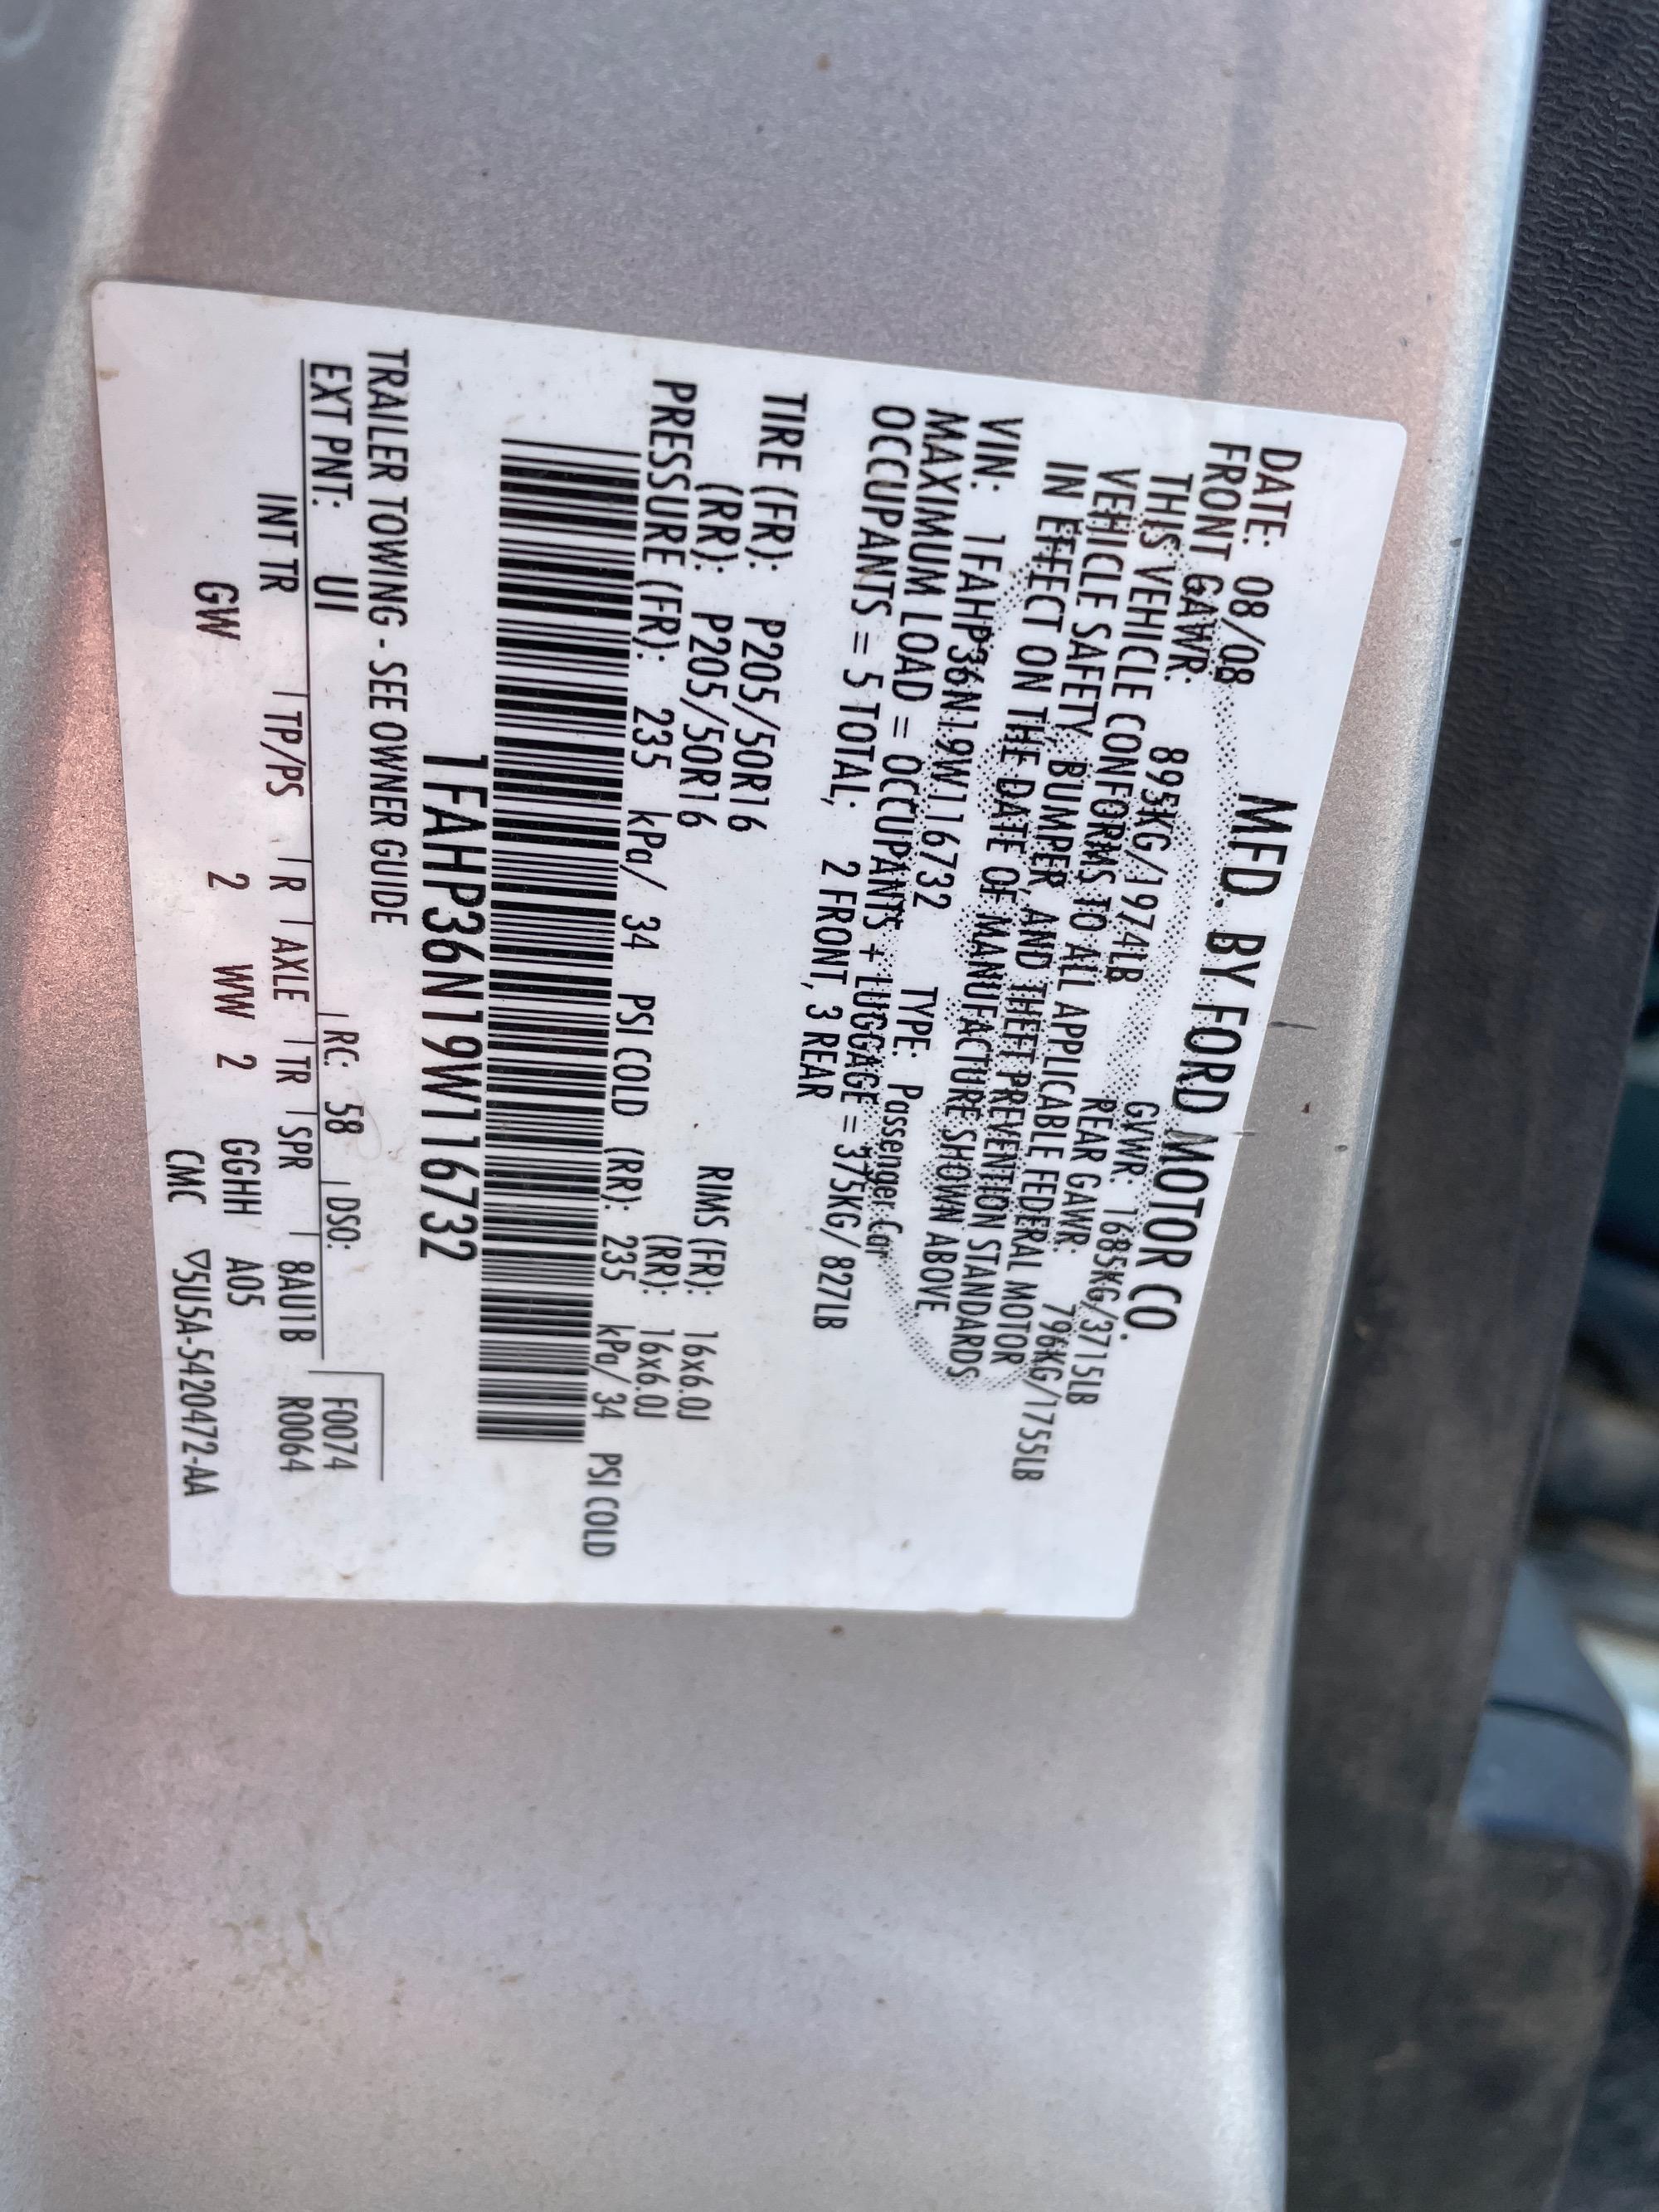 MFD. BY FORD MOTOR CO.
DATE: 08/08 GVWR: 1685KG/3715LB
FRONT GAWR: 895KG/1974LB REAR GAWR: 796KG/1755LB
THIS VEHICLE CONFORMS TO ALL APPLICABLE FEDERAL MOTOR
VEHICLE SAFETY, BUMPER, AND THEFT PREVENTION STANDARDS
IN EFFECT ON THE DATE OF MANUFACTURE SHOWN ABOVE.
VIN: 1FAHP36N19W116732 TYPE: Passenger Car
MAXIMUM LOAD = OCCUPANTS + LUGGAGE = 375KG/ 827LB
OCCUPANTS = 5 TOTAL; 2 FRONT, 3 REAR
TIRE (FR): P205/50R16 RIMS (FR): 16x6.0J
(RR): P205/50R16 (RR): 16x6.0J
PRESSURE (FR): 235 kPa/ 34 PSI COLD (RR): 235 kPa/ 34 PSI COLD
1FAHP36N19W116732
TRAILER TOWING - SEE OWNER GUIDE
EXT PNT: UI RC: 58 DSO: F0074
INT TR TP/PS R AXLE TR SPR 8AU1B R0064
GW 2 WW 2 GGHH A05
CMC ▽5U5A-5420472-AA